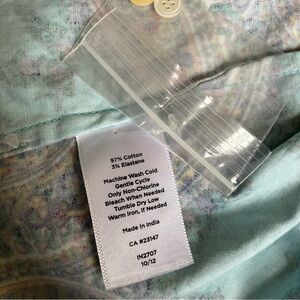 97% Cotton
3% Elastane
Machine Wash Cold
Gentle Cycle
Only Non-Chlorine
Bleach When Needed
Tumble Dry Low
Warm Iron, if Needed
Made in India
CA #23147
IN2707
10/12